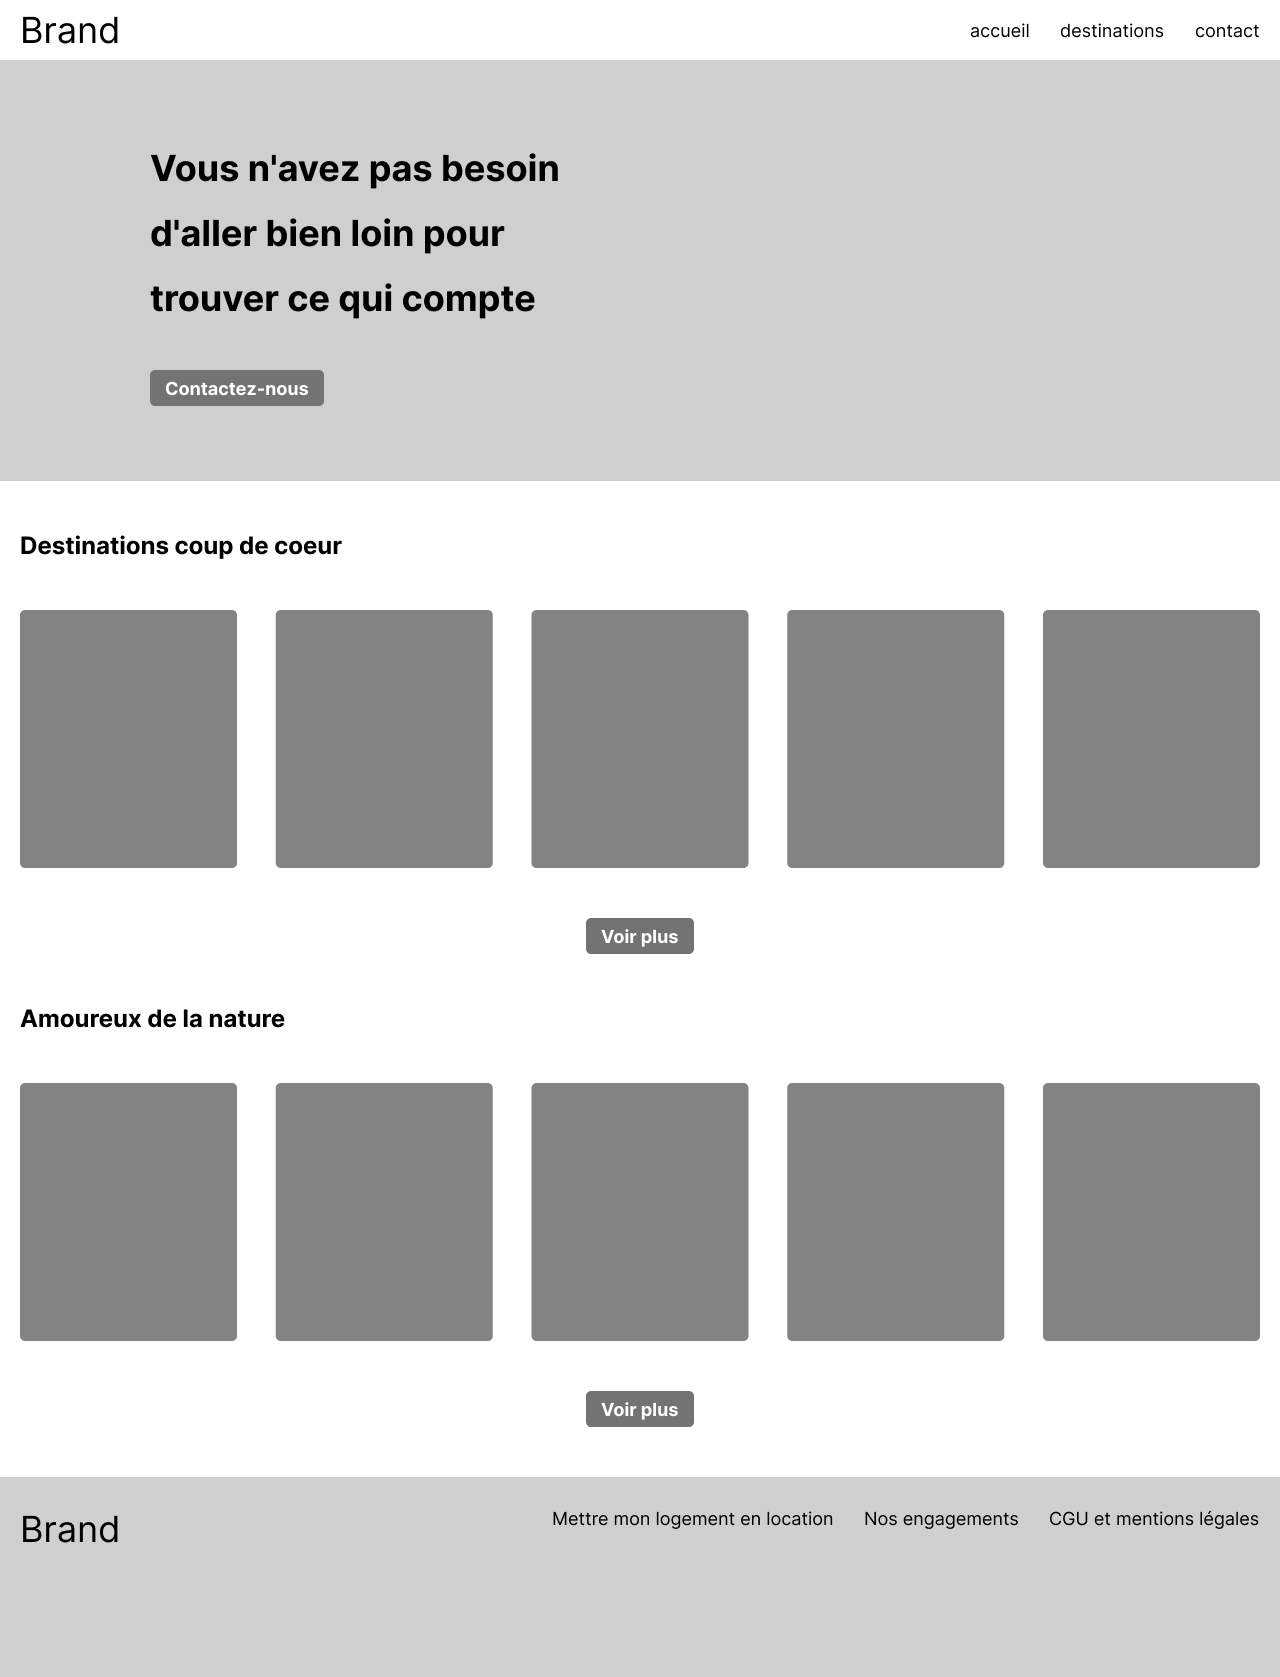 Brand
accueil destinations contact
Vous n'avez pas besoin
d'aller bien loin pour
trouver ce qui compte
Contactez-nous
Destinations coup de coeur
Voir plus
Amoureux de la nature
Voir plus
Brand
Mettre mon logement en location Nos engagements CGU et mentions légales